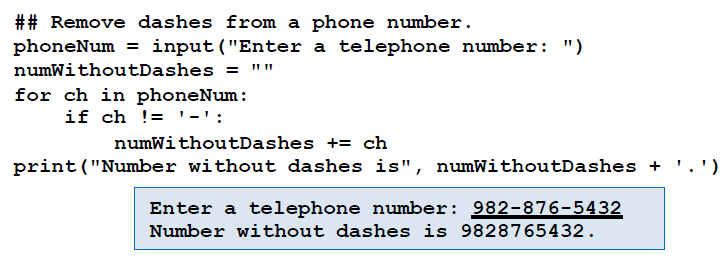 ## Remove dashes from a phone number.
phoneNum = input("Enter a telephone number: ")
numWithoutDashes = ""
for ch in phoneNum:
    if ch != '-':
        numWithoutDashes += ch
print("Number without dashes is", numWithoutDashes + '.')
Enter a telephone number: 982-876-5432
Number without dashes is 9828765432.